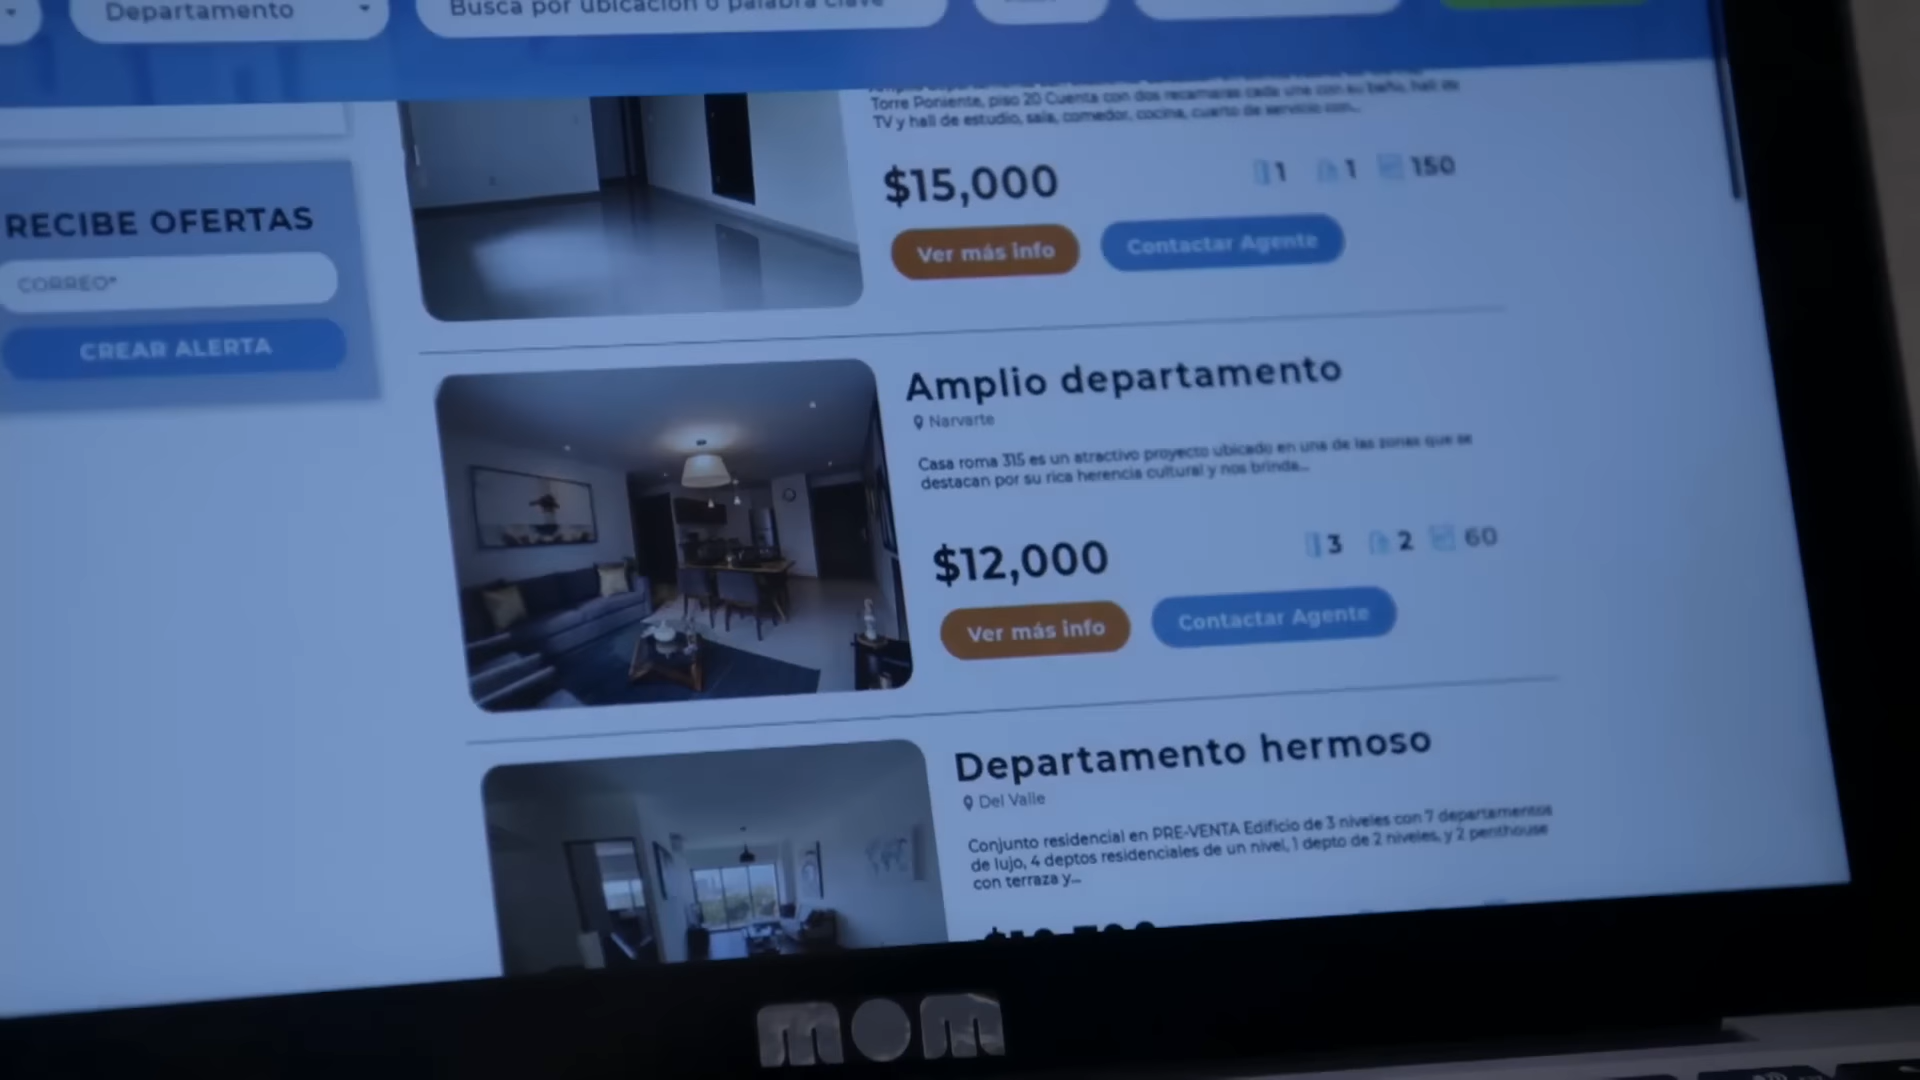 Departamento
Busca por ubicación o palabra clave
Torre Poniente, piso 20 Cuenta con dos recamaras cada una con su baño, hall de
TV y hall de estudio, sala, comedor, cocina, cuarto de servicio con...
$15,000
1 1 150
Ver más info
Contactar Agente
RECIBE OFERTAS
CORREO*
CREAR ALERTA
Amplio departamento
Narvarte
Casa roma 315 es un atractivo proyecto ubicado en una de las zonas que se
destacan por su rica herencia cultural y nos brinda...
$12,000
3 2 60
Ver más info
Contactar Agente
Departamento hermoso
Del Valle
Conjunto residencial en PRE-VENTA Edificio de 3 niveles con 7 departamentos
de lujo, 4 deptos residenciales de un nivel, 1 depto de 2 niveles, y 2 penthouse
con terraza y...
mom